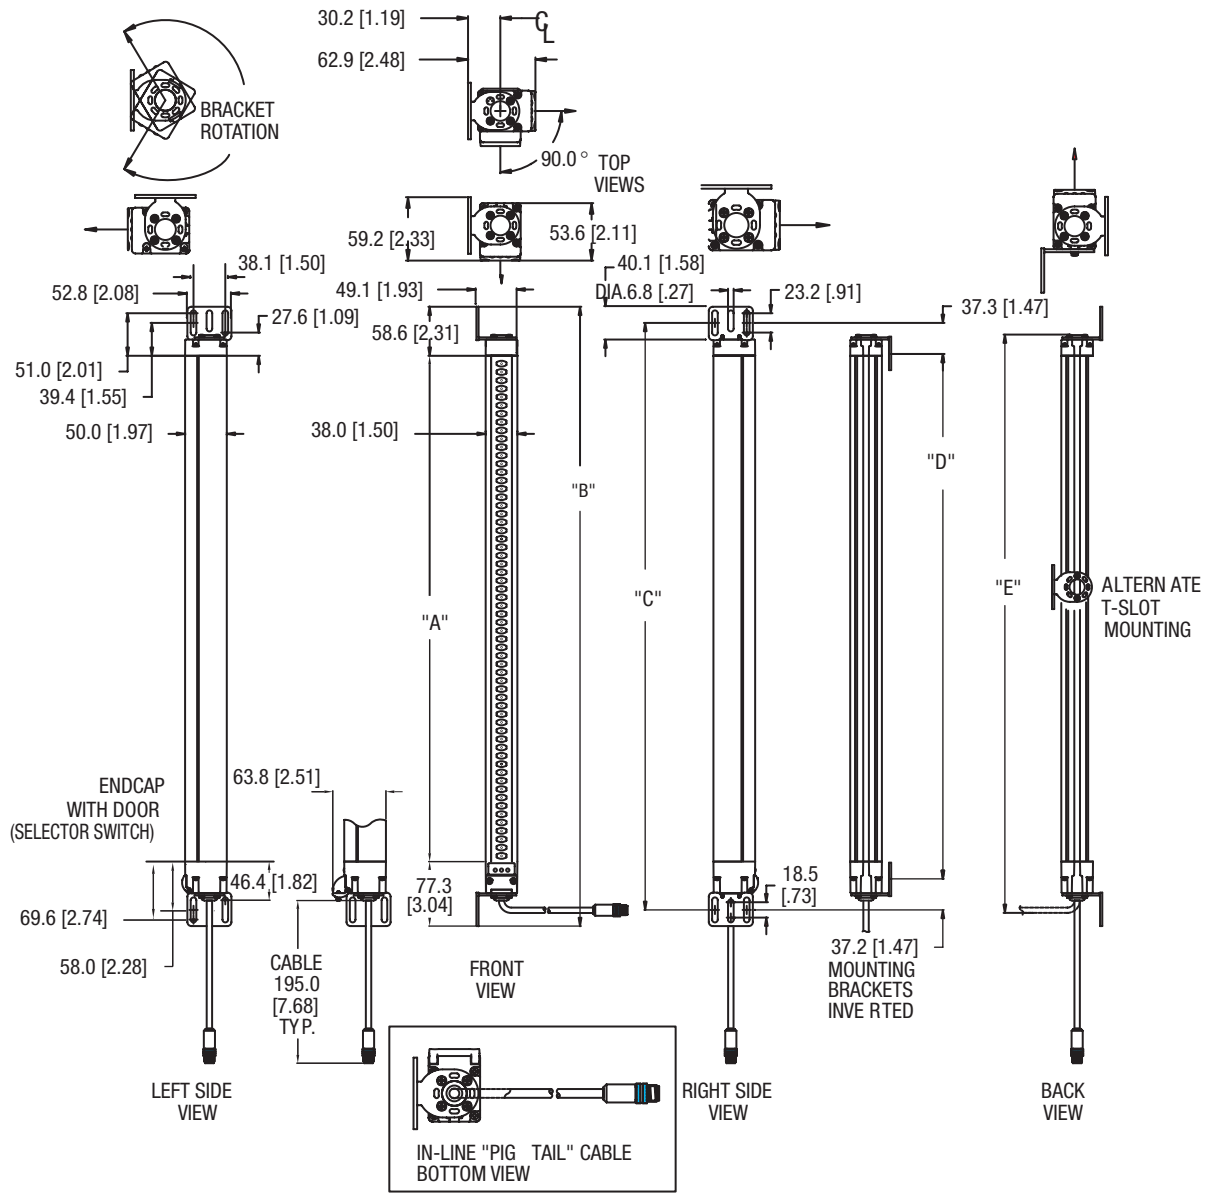 30.2 [1.19]
CL
62.9 [2.48]
BRACKET
ROTATION
90.0°
TOP
VIEWS
59.2 [2.33]
53.6 [2.11]
38.1 [1.50]
40.1 [1.58]
52.8 [2.08]
49.1 [1.93]
DIA.6.8 [.27]
23.2 [.91]
37.3 [1.47]
27.6 [1.09]
58.6 [2.31]
51.0 [2.01]
39.4 [1.55]
50.0 [1.97]
38.0 [1.50]
"D"
"B"
"A"
"C"
"E"
ALTERN ATE
T-SLOT
MOUNTING
63.8 [2.51]
ENDCAP
WITH DOOR
(SELECTOR SWITCH)
46.4 [1.82]
77.3
[3.04]
18.5
[.73]
69.6 [2.74]
58.0 [2.28]
CABLE
195.0
[7.68]
TY P.
FRONT
VIEW
37.2 [1.47]
MOUNTING
BRACKETS
INVE RTED
LEFT SIDE
VIEW
RIGHT SIDE
VIEW
BACK
VIEW
IN-LINE "PIG TAIL" CABLE
BOTTOM VIEW